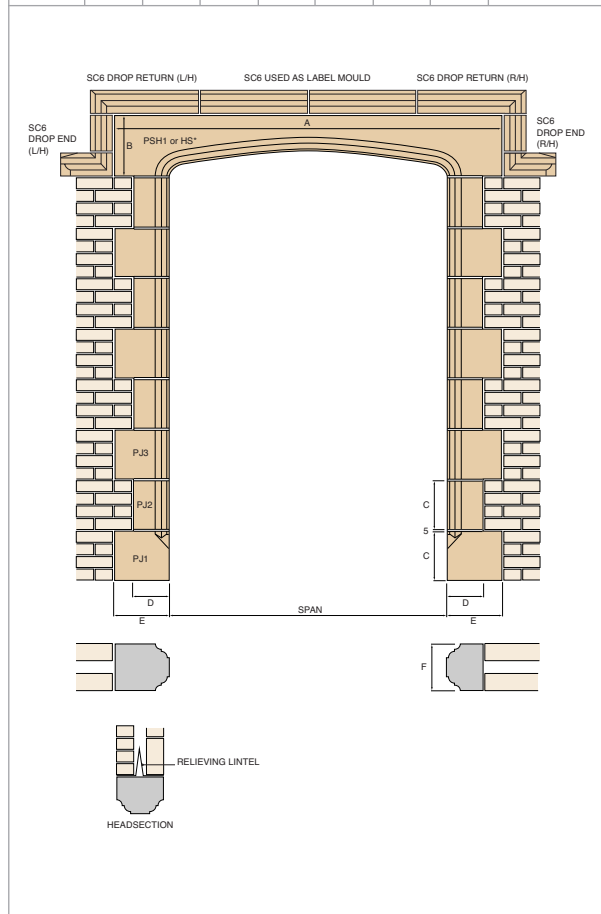 SC6 DROP RETURN (L/H) SC6 USED AS LABEL MOULD SC6 DROP RETURN (R/H)
SC6
DROP END
(L/H)
SC6
DROP END
(R/H)
A
B
PSH1 or HS*
PJ3
PJ2
PJ1
C
5
C
D
E
SPAN
D
E
F
RELIEVING LINTEL
HEADSECTION